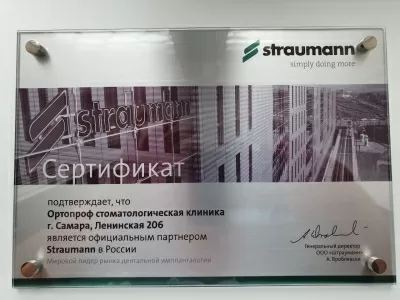 straumann
simply doing more
straumann
Сертификат
подтверждает, что
Ортопроф стоматологическая клиника
г. Самара, Ленинская 206
является официальным партнером
Straumann в России
Мировой лидер рынка дентальной имплантологии
Генеральный директор
ООО «Штрауманн»